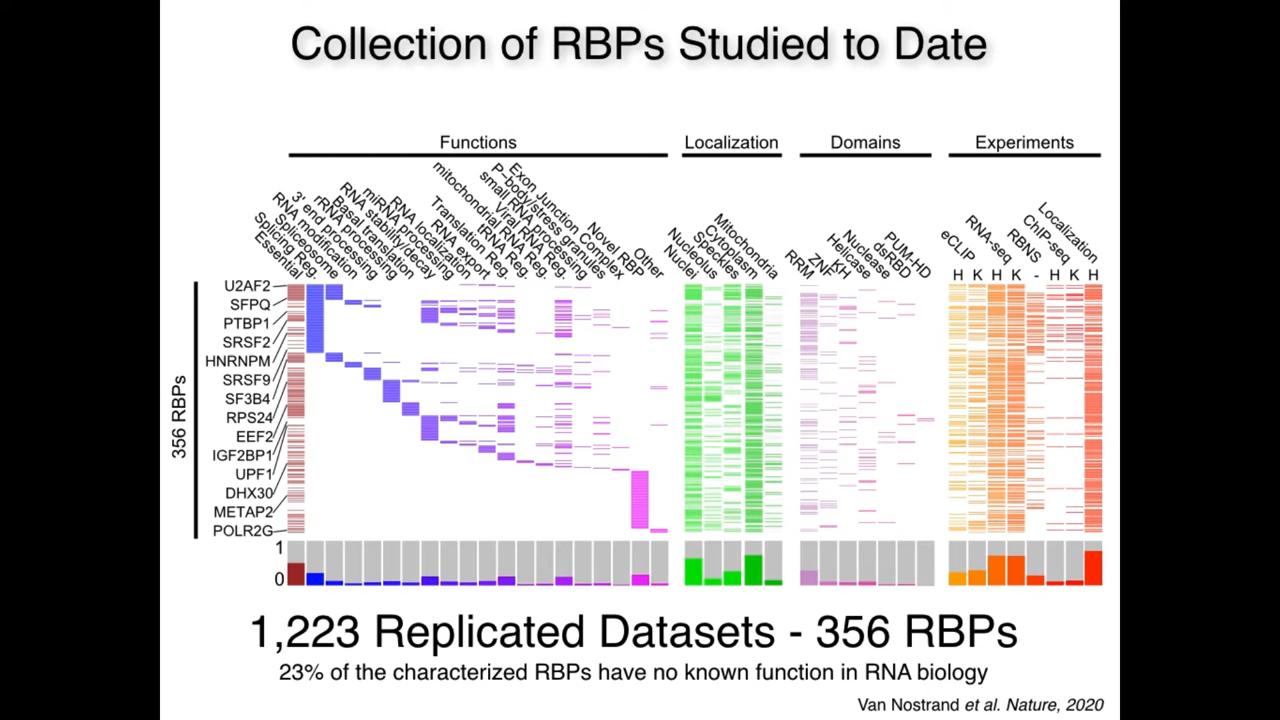 Collection of RBPs Studied to Date
Functions
Localization
Domains
Experiments
Essential
Splicing Reg.
Spliceosome
RNA modification
3' end processing
rRNA processing
Basal translation
RNA stability/decay
miRNA processing
RNA localization
RNA export
Translation Reg.
tRNA Reg.
mitochondrial RNA Reg.
Viral RNA Reg.
small RNA processing
P-body/stress granules
Exon Junction Complex
Novel RBP
Other
Nuclei
Nucleolus
Speckles
Cytoplasm
Mitochondria
RRM
ZNF
KH
Helicase
Nuclease
dsRBD
PUM-HD
eCLIP
RNA-seq
RBNS
ChIP-seq
Localization
H K H K - H K H
356 RBPs
U2AF2
SFPQ
PTBP1
SRSF2
HNRNPM
SRSF9
SF3B4
RPS24
EEF2
IGF2BP1
UPF1
DHX30
METAP2
POLR2G
1
0
1,223 Replicated Datasets - 356 RBPs
23% of the characterized RBPs have no known function in RNA biology
Van Nostrand et al. Nature, 2020